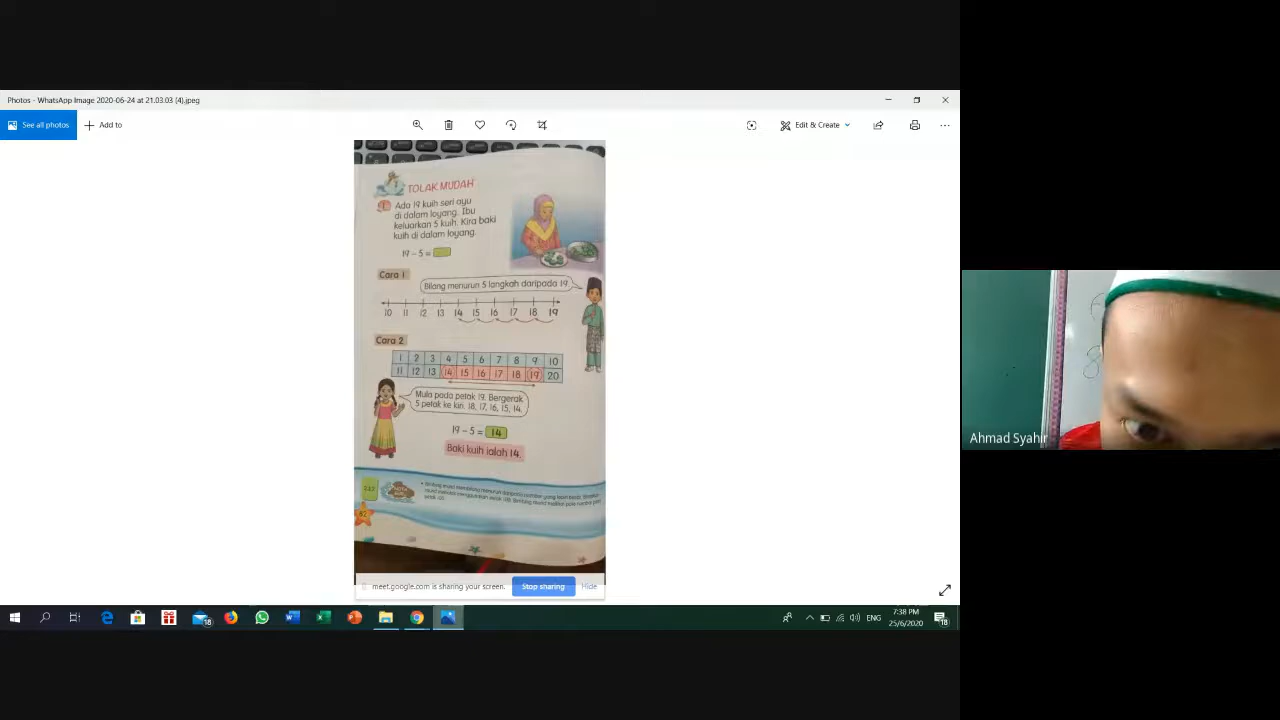 Photos - WhatsApp Image 2020-06-24 at 21.03.03 (4).jpeg
See all photos
Add to
Edit & Create
TOLAK MUDAH
1
Ada 19 kuih seri ayu
di dalam loyang. Ibu
keluarkan 5 kuih. Kira baki
kuih di dalam loyang.
19 - 5 =
Cara 1
Bilang menurun 5 langkah daripada 19.
10 11 12 13 14 15 16 17 18 19
Cara 2
1 2 3 4 5 6 7 8 9 10
11 12 13 14 15 16 17 18 19 20
Mula pada petak 19. Bergerak
5 petak ke kiri. 18, 17, 16, 15, 14.
19 - 5 = 14
Baki kuih ialah 14.
Ahmad Syahir
meet.google.com is sharing your screen.
Stop sharing
Hide
18
ENG
7:38 PM
25/6/2020
18